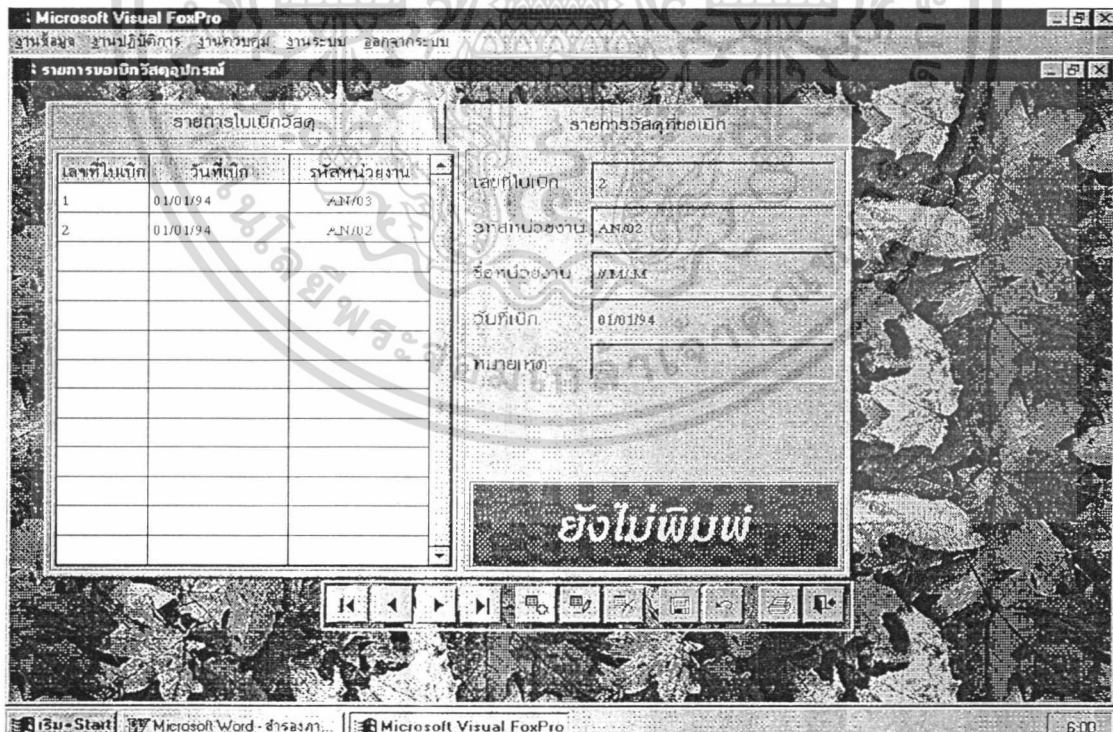 Microsoft Visual FoxPro
งานข้อมูล งานปฏิบัติการ งานควบคุม งานระบบ ออกจากระบบ
รายการขอเบิกวัสดุอุปกรณ์
รายการใบเบิกวัสดุ
รายการวัสดุที่ขอเบิก
เลขที่ใบเบิก วันที่เบิก รหัสหน่วยงาน
1 01/01/94 AN/03
2 01/01/94 AN/02
เลขที่ใบเบิก 2
รหัสหน่วยงาน AN/02
ชื่อหน่วยงาน
วันที่เบิก 01/01/94
หมายเหตุ
ยังไม่พิมพ์
เริ่ม-Start Microsoft Word - สำรองภา... Microsoft Visual FoxPro 6:00